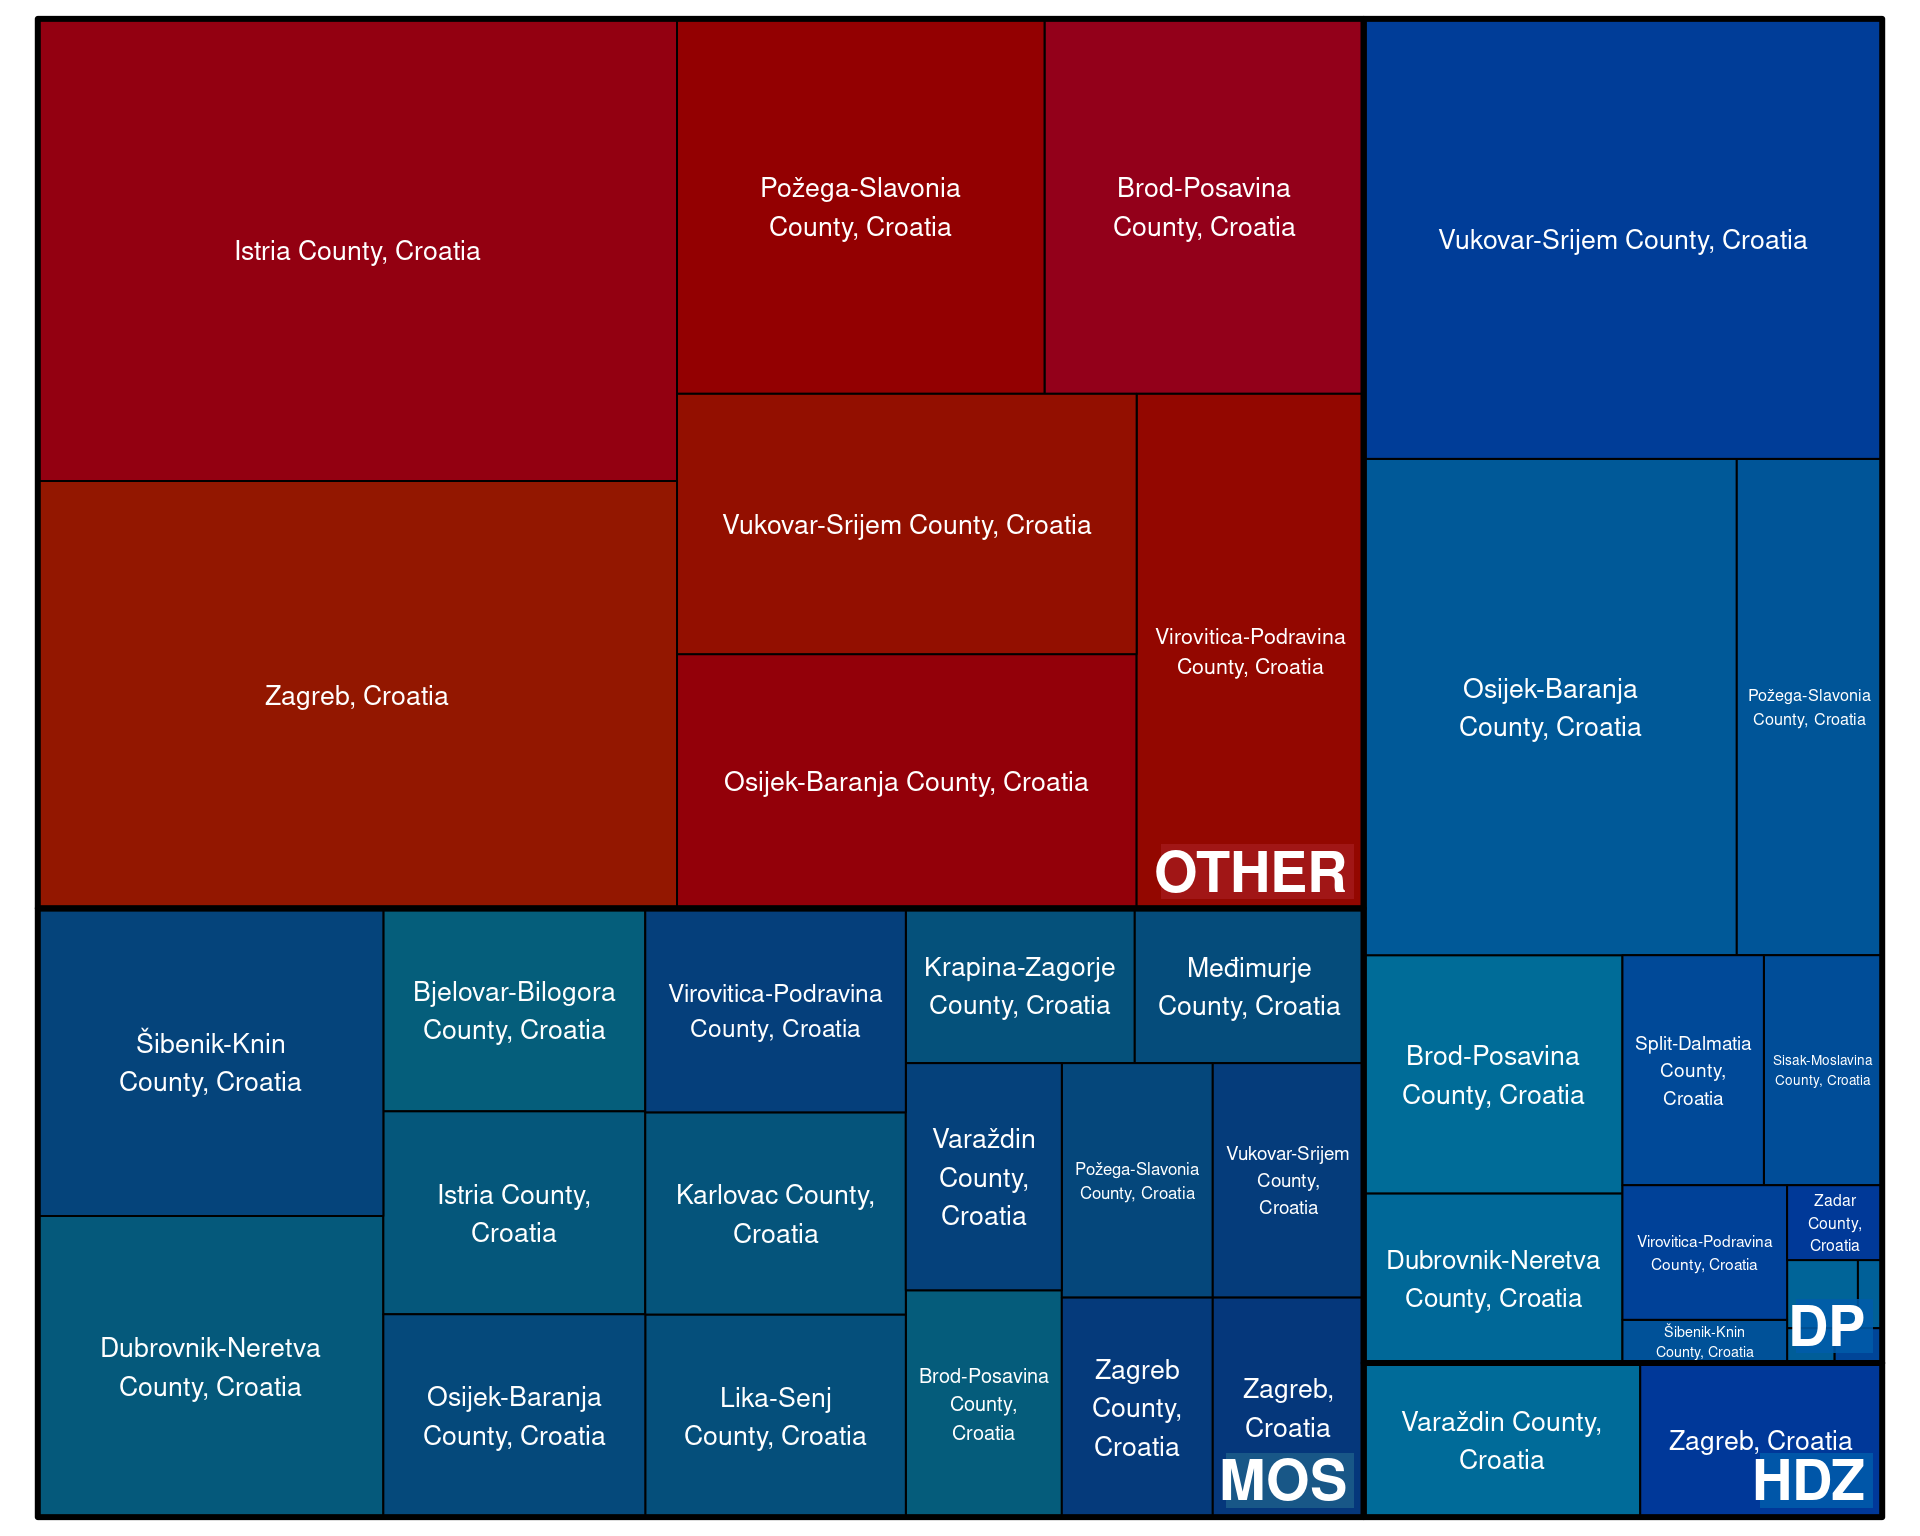 Istria County, Croatia
Zagreb, Croatia
Požega-Slavonia
County, Croatia
Brod-Posavina
County, Croatia
Vukovar-Srijem County, Croatia
Osijek-Baranja County, Croatia
Virovitica-Podravina
County, Croatia
OTHER
Šibenik-Knin
County, Croatia
Dubrovnik-Neretva
County, Croatia
Bjelovar-Bilogora
County, Croatia
Istria County,
Croatia
Osijek-Baranja
County, Croatia
Virovitica-Podravina
County, Croatia
Karlovac County,
Croatia
Lika-Senj
County, Croatia
Krapina-Zagorje
County, Croatia
Međimurje
County, Croatia
Varaždin
County,
Croatia
Brod-Posavina
County,
Croatia
Požega-Slavonia
County, Croatia
Vukovar-Srijem
County,
Croatia
Zagreb
County,
Croatia
Zagreb,
Croatia
MOS
Vukovar-Srijem County, Croatia
Osijek-Baranja
County, Croatia
Požega-Slavonia
County, Croatia
Brod-Posavina
County, Croatia
Dubrovnik-Neretva
County, Croatia
Split-Dalmatia
County,
Croatia
Sisak-Moslavina
County, Croatia
Virovitica-Podravina
County, Croatia
Zadar
County,
Croatia
Šibenik-Knin
County, Croatia
DP
Varaždin County,
Croatia
Zagreb, Croatia
HDZ